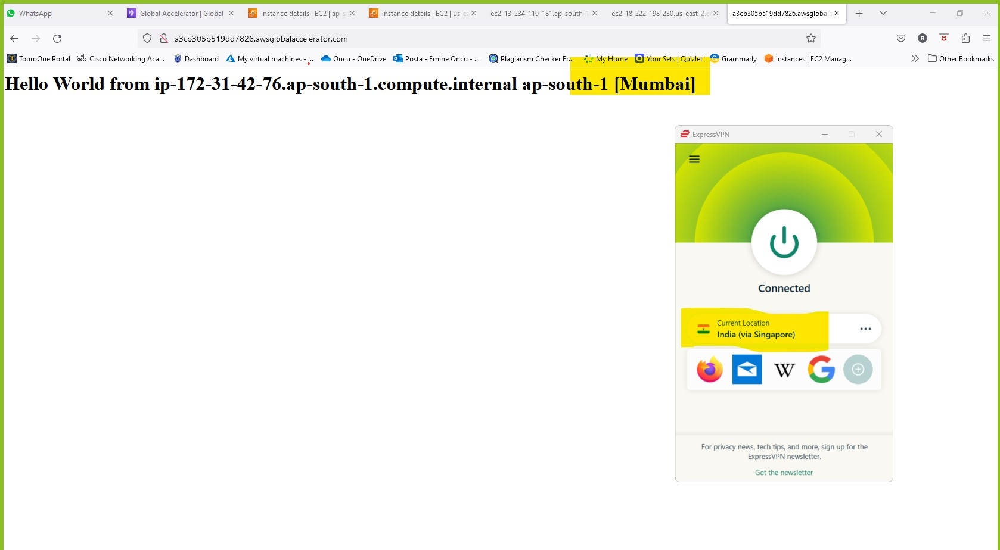 WhatsApp
Global Accelerator | Global
Instance details | EC2 | ap-s
Instance details | EC2 | us-ea
ec2-13-234-119-181.ap-south-1
ec2-18-222-198-230.us-east-2.c
a3cb305b519dd7826.awsglobala
a3cb305b519dd7826.awsglobalaccelerator.com
R
TouroOne Portal
Cisco Networking Aca...
Dashboard
My virtual machines - ...
Oncu - OneDrive
Posta - Emine Öncü - ...
Plagiarism Checker Fr...
My Home
Your Sets | Quizlet
Grammarly
Instances | EC2 Manag...
Other Bookmarks
Hello World from ip-172-31-42-76.ap-south-1.compute.internal ap-south-1 [Mumbai]
ExpressVPN
Connected
Current Location
India (via Singapore)
W
G
For privacy news, tech tips, and more, sign up for the
ExpressVPN newsletter.
Get the newsletter